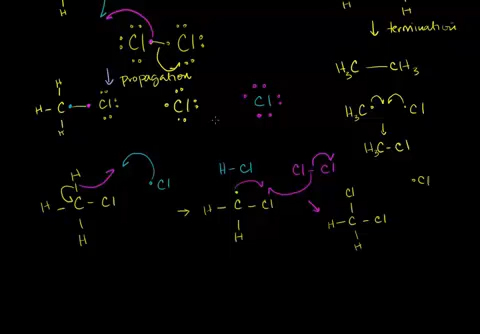 H
H
H
Cl Cl
termination
propagation
H₃C — CH₃
H - C Cl
H
Cl
Cl
H₃C Cl
H₃C - Cl
H
H - C - Cl
H
Cl
H - Cl
Cl - Cl
Cl
H - C - Cl
H
Cl
H - C - Cl
H